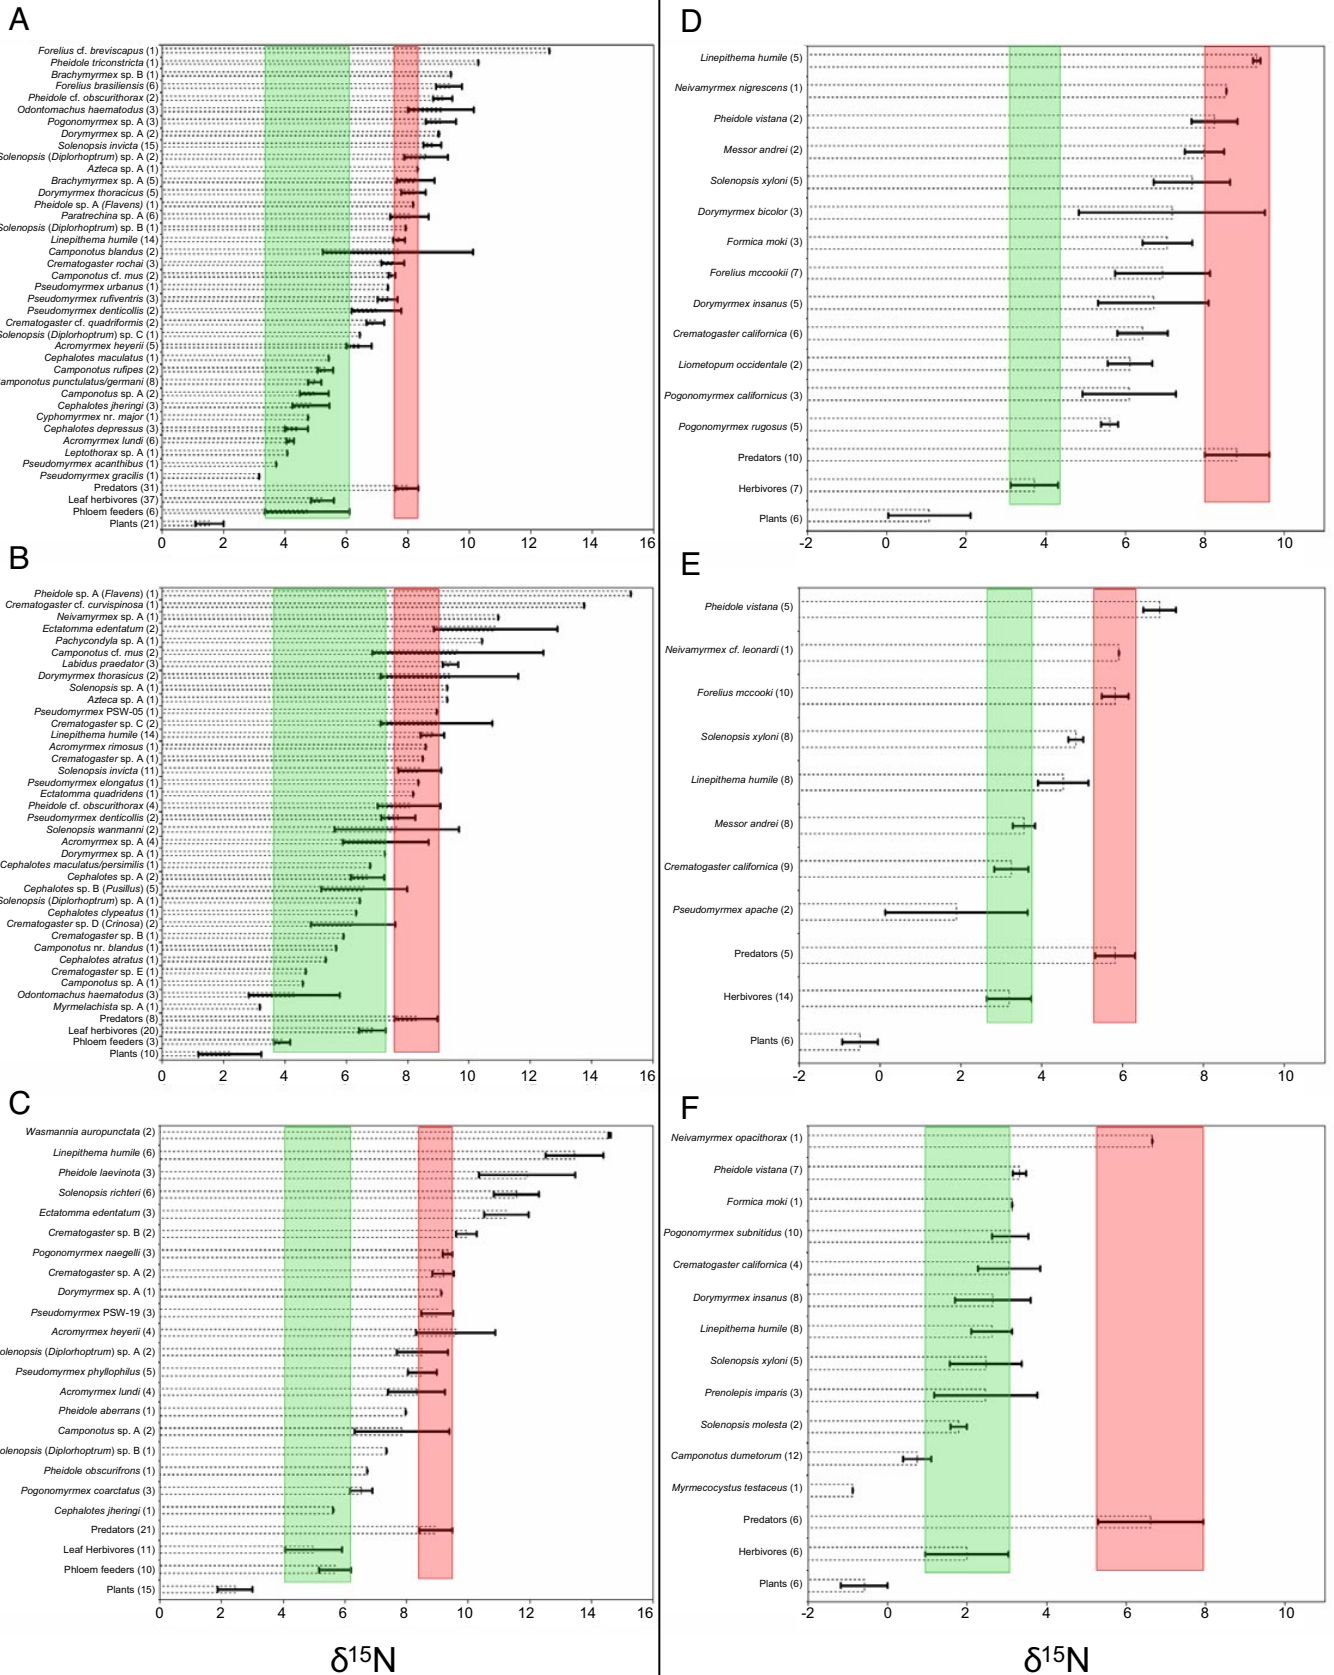 A
Forelius cf. breviscapus (1)
Pheidole triconstricta (1)
Brachymyrmex sp. B (1)
Forelius brasiliensis (6)
Pheidole cf. obscurithorax (2)
Odontomachus haematodus (3)
Pogonomyrmex sp. A (3)
Dorymyrmex sp. A (2)
Solenopsis invicta (15)
Solenopsis (Diplorhoptrum) sp. A (2)
Azteca sp. A (1)
Brachymyrmex sp. A (5)
Dorymyrmex thoracicus (5)
Pheidole sp. A (Flavens) (1)
Paratrechina sp. A (6)
Solenopsis (Diplorhoptrum) sp. B (1)
Linepithema humile (14)
Camponotus blandus (2)
Crematogaster rochai (3)
Camponotus cf. mus (2)
Pseudomyrmex urbanus (1)
Pseudomyrmex rufiventris (3)
Pseudomyrmex denticollis (2)
Crematogaster cf. quadriformis (2)
Solenopsis (Diplorhoptrum) sp. C (1)
Acromyrmex heyerii (5)
Cephalotes maculatus (1)
Camponotus rufipes (2)
amponotus punctulatus/germani (8)
Camponotus sp. A (2)
Cephalotes jheringi (3)
Cyphomyrmex nr. major (1)
Cephalotes depressus (3)
Acromyrmex lundi (6)
Leptothorax sp. A (1)
Pseudomyrmex acanthibus (1)
Pseudomyrmex gracilis (1)
Predators (31)
Leaf herbivores (37)
Phloem feeders (6)
Plants (21)
0 2 4 6 8 10 12 14 16
B
Pheidole sp. A (Flavens) (1)
Crematogaster cf. curvispinosa (1)
Neivamyrmex sp. A (1)
Ectatomma edentatum (2)
Pachycondyla sp. A (1)
Camponotus cf. mus (2)
Labidus praedator (3)
Dorymyrmex thorasicus (2)
Solenopsis sp. A (1)
Azteca sp. A (1)
Pseudomyrmex PSW-05 (1)
Crematogaster sp. C (2)
Linepithema humile (14)
Acromyrmex rimosus (1)
Crematogaster sp. A (1)
Solenopsis invicta (11)
Pseudomyrmex elongatus (1)
Ectatomma quadridens (1)
Pheidole cf. obscurithorax (4)
Pseudomyrmex denticollis (2)
Solenopsis wanmanni (2)
Acromyrmex sp. A (4)
Dorymyrmex sp. A (1)
Cephalotes maculatus/persimilis (1)
Cephalotes sp. A (2)
Cephalotes sp. B (Pusillus) (5)
Solenopsis (Diplorhoptrum) sp. A (1)
Cephalotes clypeatus (1)
Crematogaster sp. D (Crinosa) (2)
Crematogaster sp. B (1)
Camponotus nr. blandus (1)
Cephalotes atratus (1)
Crematogaster sp. E (1)
Camponotus sp. A (1)
Odontomachus haematodus (3)
Myrmelachista sp. A (1)
Predators (8)
Leaf herbivores (20)
Phloem feeders (3)
Plants (10)
0 2 4 6 8 10 12 14 16
C
Wasmannia auropunctata (2)
Linepithema humile (6)
Pheidole laevinota (3)
Solenopsis richteri (6)
Ectatomma edentatum (3)
Crematogaster sp. B (2)
Pogonomyrmex naegelli (3)
Crematogaster sp. A (2)
Dorymyrmex sp. A (1)
Pseudomyrmex PSW-19 (3)
Acromyrmex heyerii (4)
olenopsis (Diplorhoptrum) sp. A (2)
Pseudomyrmex phyllophilus (5)
Acromyrmex lundi (4)
Pheidole aberrans (1)
Camponotus sp. A (2)
olenopsis (Diplorhoptrum) sp. B (1)
Pheidole obscurifrons (1)
Pogonomyrmex coarctatus (3)
Cephalotes jheringi (1)
Predators (21)
Leaf Herbivores (11)
Phloem feeders (10)
Plants (15)
0 2 4 6 8 10 12 14 16
δ15N
D
Linepithema humile (5)
Neivamyrmex nigrescens (1)
Pheidole vistana (2)
Messor andrei (2)
Solenopsis xyloni (5)
Dorymyrmex bicolor (3)
Formica moki (3)
Forelius mccookii (7)
Dorymyrmex insanus (5)
Crematogaster californica (6)
Liometopum occidentale (2)
Pogonomyrmex californicus (3)
Pogonomyrmex rugosus (5)
Predators (10)
Herbivores (7)
Plants (6)
-2 0 2 4 6 8 10
E
Pheidole vistana (5)
Neivamyrmex cf. leonardi (1)
Forelius mccooki (10)
Solenopsis xyloni (8)
Linepithema humile (8)
Messor andrei (8)
Crematogaster californica (9)
Pseudomyrmex apache (2)
Predators (5)
Herbivores (14)
Plants (6)
-2 0 2 4 6 8 10
F
Neivamyrmex opacithorax (1)
Pheidole vistana (7)
Formica moki (1)
Pogonomyrmex subnitidus (10)
Crematogaster californica (4)
Dorymyrmex insanus (8)
Linepithema humile (8)
Solenopsis xyloni (5)
Prenolepis imparis (3)
Solenopsis molesta (2)
Camponotus dumetorum (12)
Myrmecocystus testaceus (1)
Predators (6)
Herbivores (6)
Plants (6)
-2 0 2 4 6 8 10
δ15N